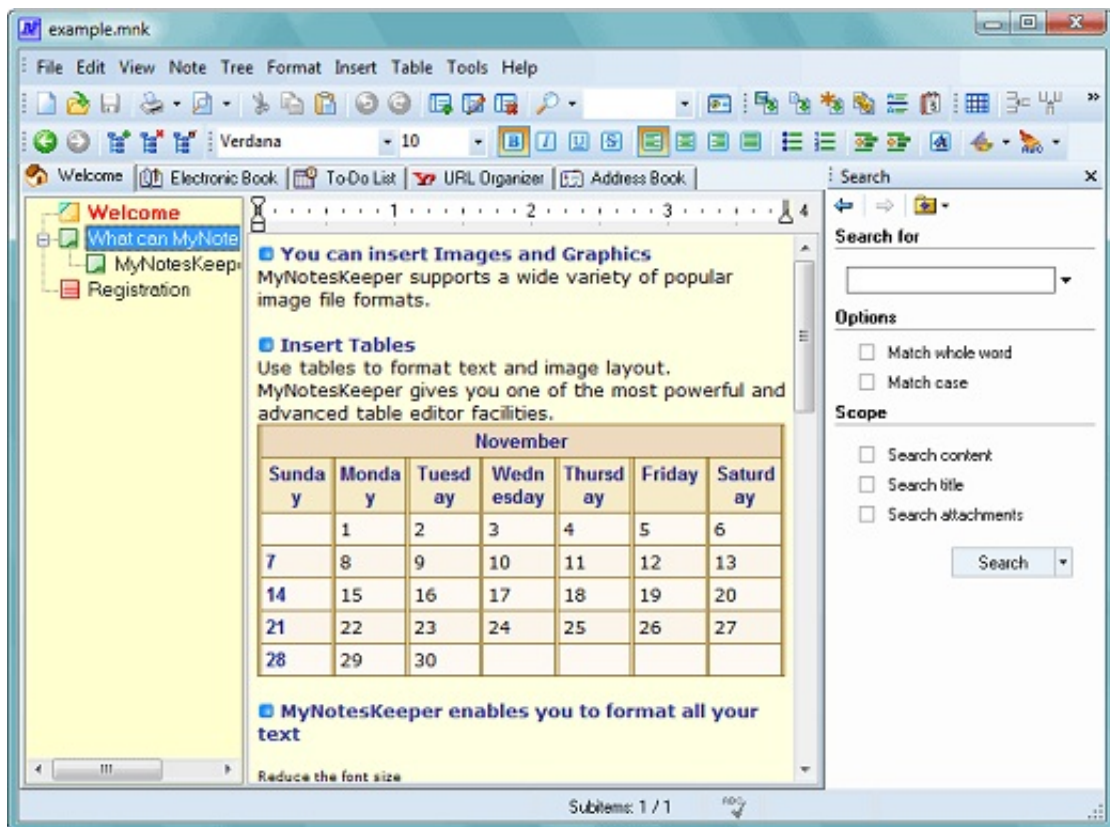 example.mnk
File Edit View Note Tree Format Insert Table Tools Help
Verdana 10 B I U S
Welcome Electronic Book To-Do List URL Organizer Address Book
Welcome
What can MyNote
MyNotesKeep
Registration
1 2 3 4
You can insert Images and Graphics
MyNotesKeeper supports a wide variety of popular
image file formats.
Insert Tables
Use tables to format text and image layout.
MyNotesKeeper gives you one of the most powerful and
advanced table editor facilities.
November
Sunda
y Monda
y Tuesd
ay Wedn
esday Thursd
ay Friday Saturd
ay
1 2 3 4 5 6
7 8 9 10 11 12 13
14 15 16 17 18 19 20
21 22 23 24 25 26 27
28 29 30
MyNotesKeeper enables you to format all your
text
Reduce the font size
Search
Search for
Options
Match whole word
Match case
Scope
Search content
Search title
Search attachments
Search
Subitems: 1 / 1